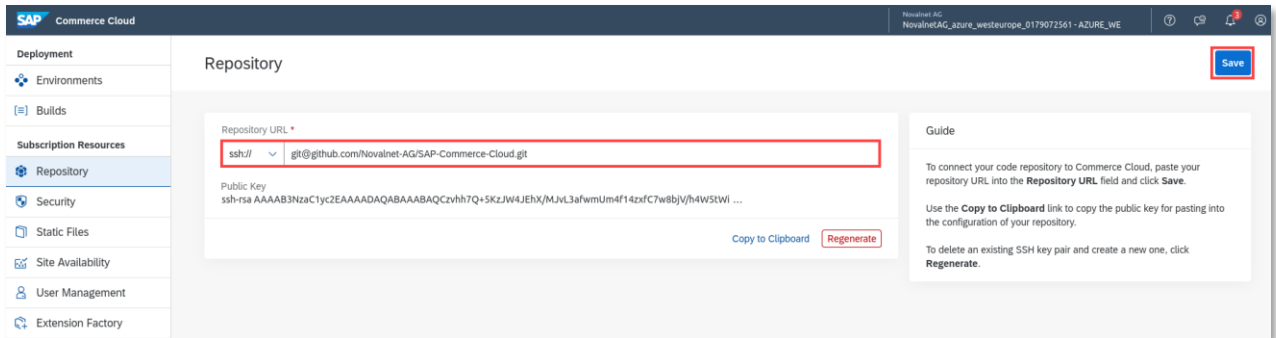 SAP Commerce Cloud
Novalnet AG
NovalnetAG_azure_westeurope_0179072561 - AZURE_WE
3
Deployment
Environments
Builds
Subscription Resources
Repository
Security
Static Files
Site Availability
User Management
Extension Factory
Repository
Save
Repository URL *
ssh:// git@github.com/Novalnet-AG/SAP-Commerce-Cloud.git
Public Key
ssh-rsa AAAAB3NzaC1yc2EAAAADAQABAAABAQCzvhh7Q+5KzJW4JEhX/MJvL3afwmUm4f14zxfC7w8bjV/h4W5tWi ...
Copy to Clipboard Regenerate
Guide
To connect your code repository to Commerce Cloud, paste your
repository URL into the Repository URL field and click Save.
Use the Copy to Clipboard link to copy the public key for pasting into
the configuration of your repository.
To delete an existing SSH key pair and create a new one, click
Regenerate.